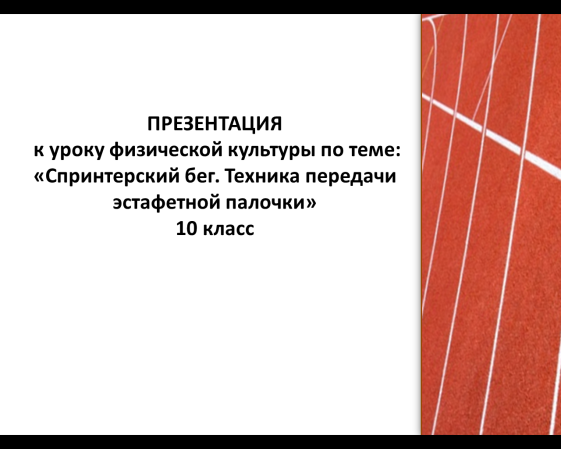 ПРЕЗЕНТАЦИЯ
к уроку физической культуры по теме:
«Спринтерский бег. Техника передачи
эстафетной палочки»
10 класс